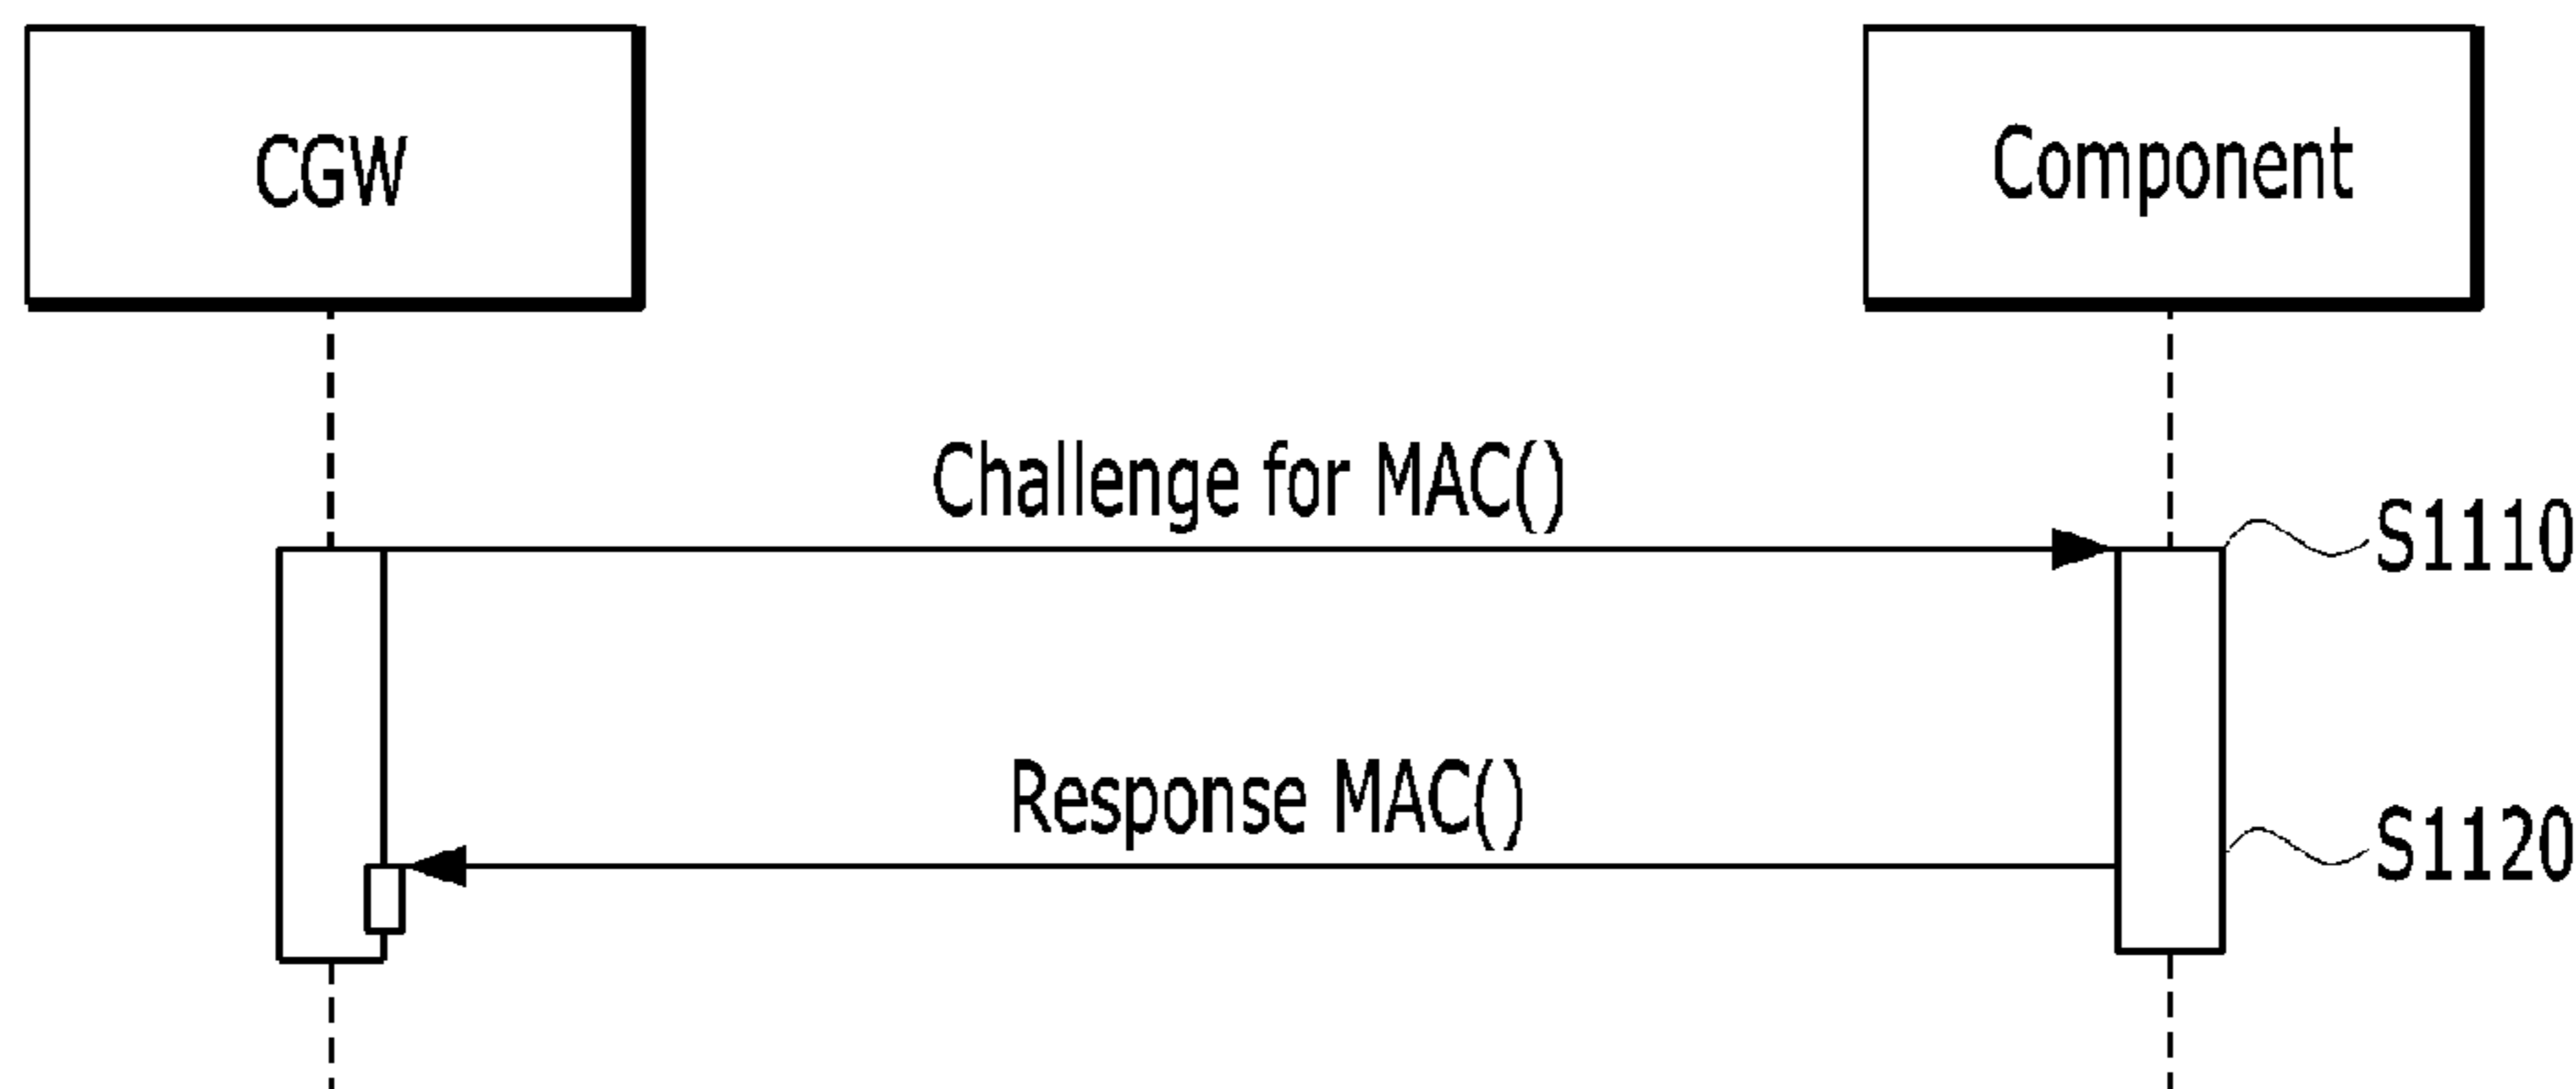 CGW
Component
Challenge for MAC()
S1110
Response MAC()
S1120